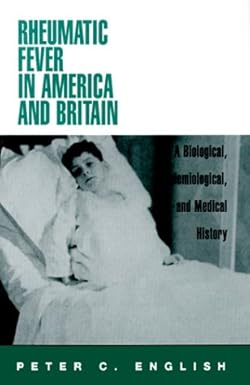 RHEUMATIC
FEVER
IN AMERICA
AND BRITAIN
A Biological,
Epidemiological,
and Medical
History
PETER C. ENGLISH